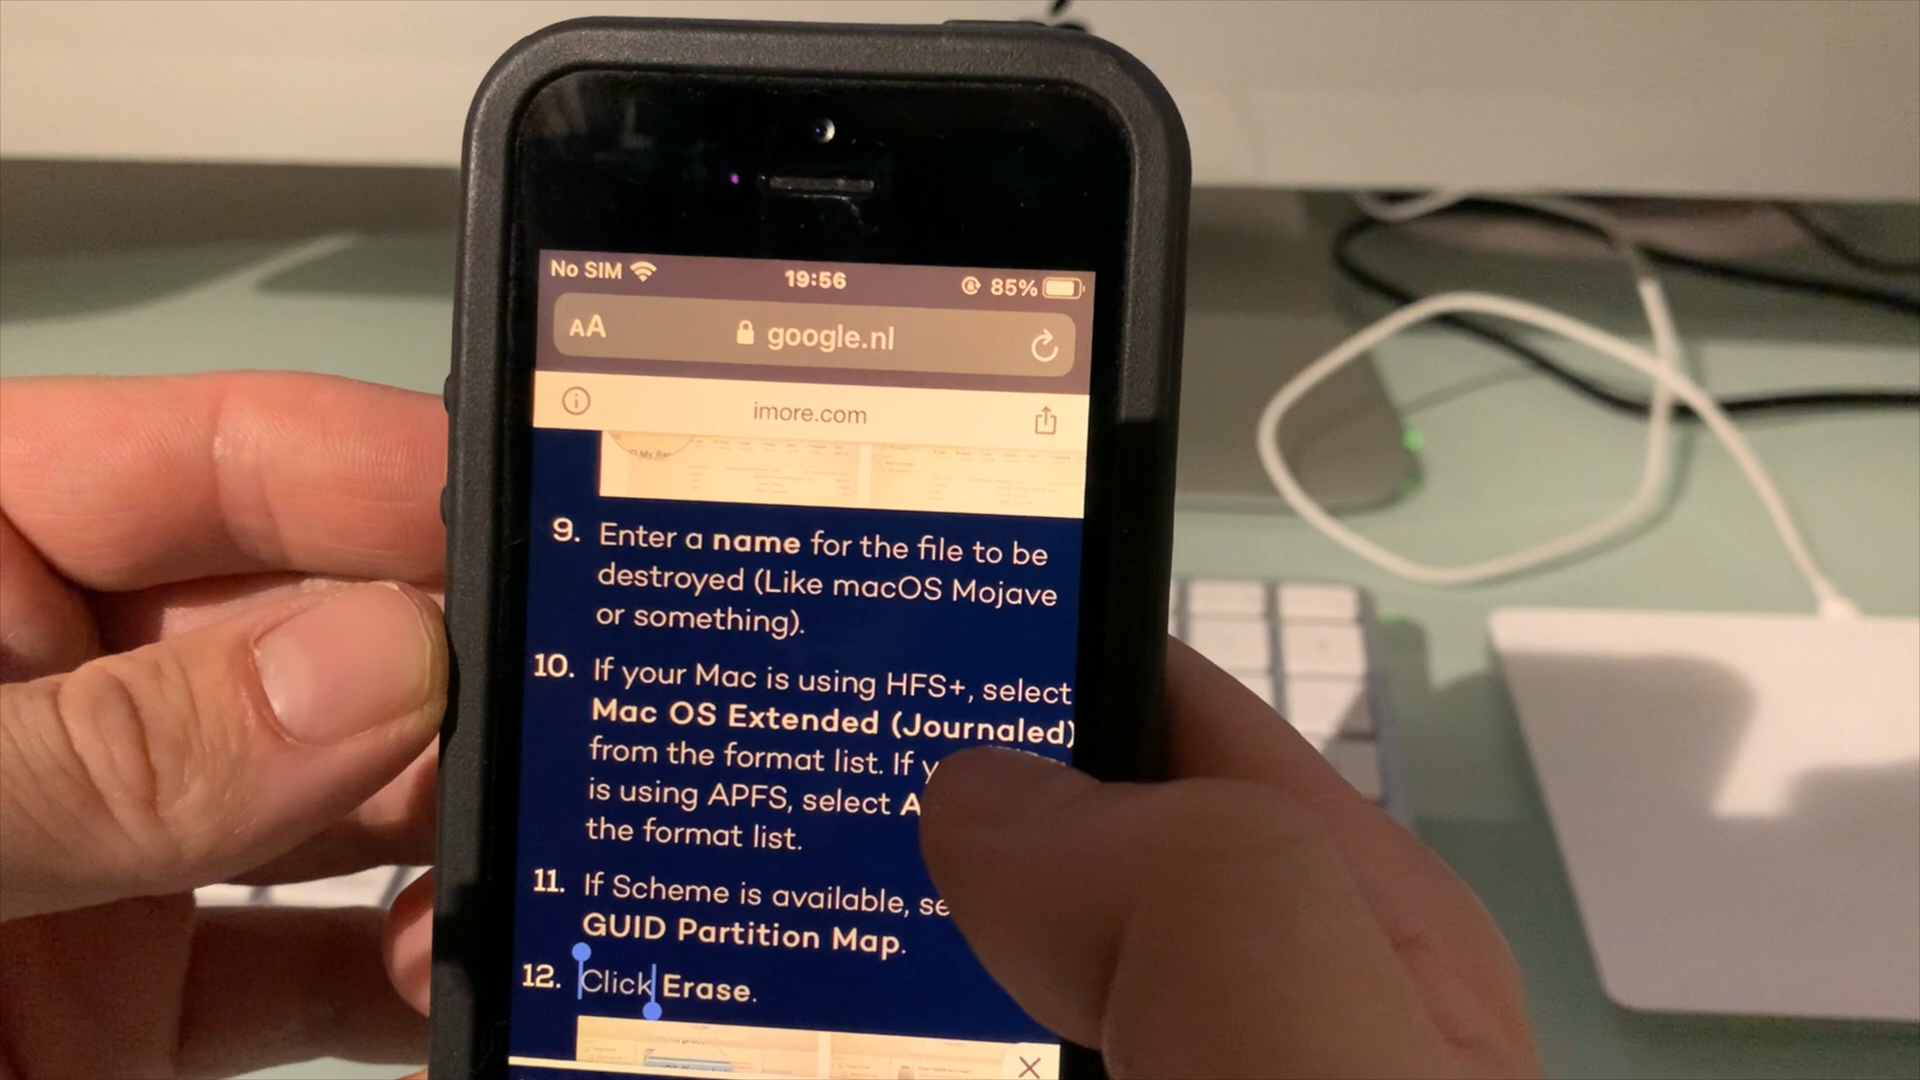 No SIM 19:56 85%
AA google.nl
imore.com
9. Enter a name for the file to be
destroyed (Like macOS Mojave
or something).
10. If your Mac is using HFS+, select
Mac OS Extended (Journaled)
from the format list. If
is using APFS, select
the format list.
11. If Scheme is available,
GUID Partition Map.
12. Click Erase.